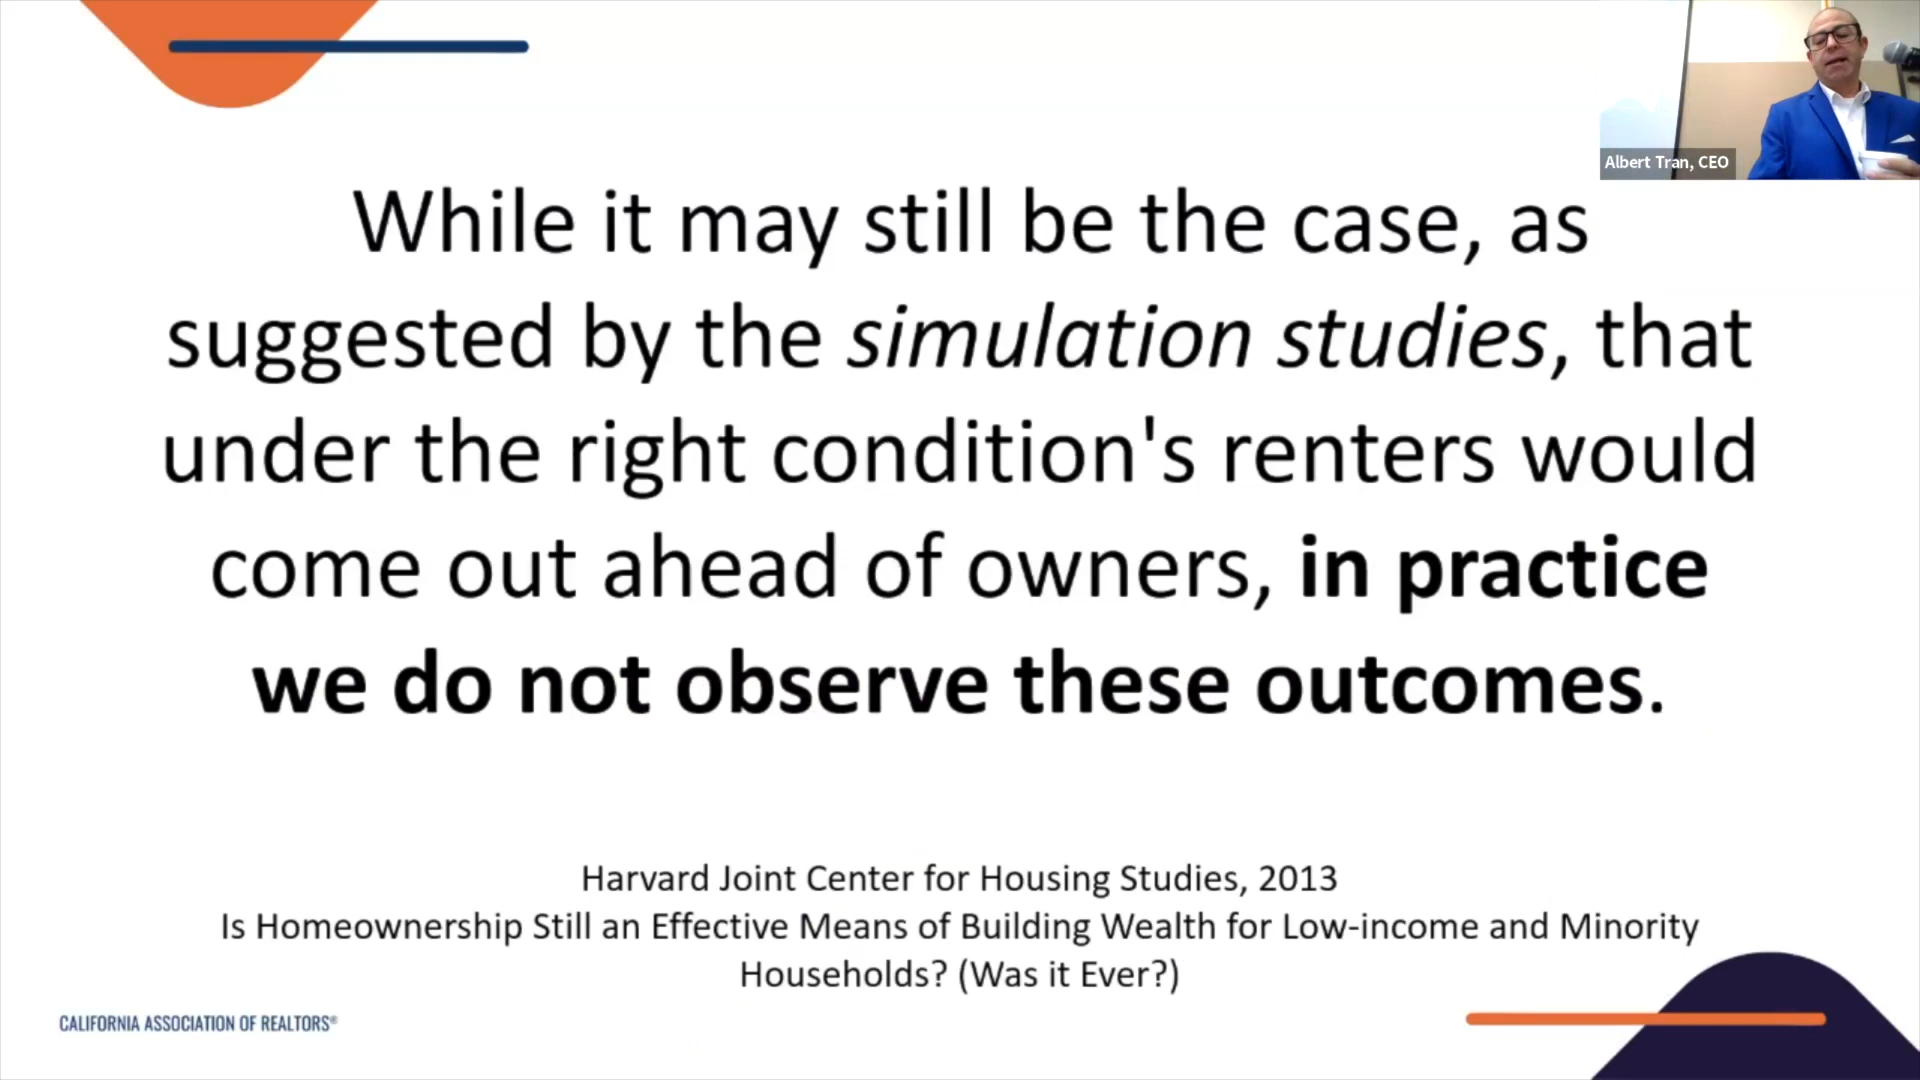 Albert Tran, CEO
While it may still be the case, as
suggested by the simulation studies, that
under the right condition's renters would
come out ahead of owners, in practice
we do not observe these outcomes.
Harvard Joint Center for Housing Studies, 2013
Is Homeownership Still an Effective Means of Building Wealth for Low-income and Minority
Households? (Was it Ever?)
CALIFORNIA ASSOCIATION OF REALTORS®